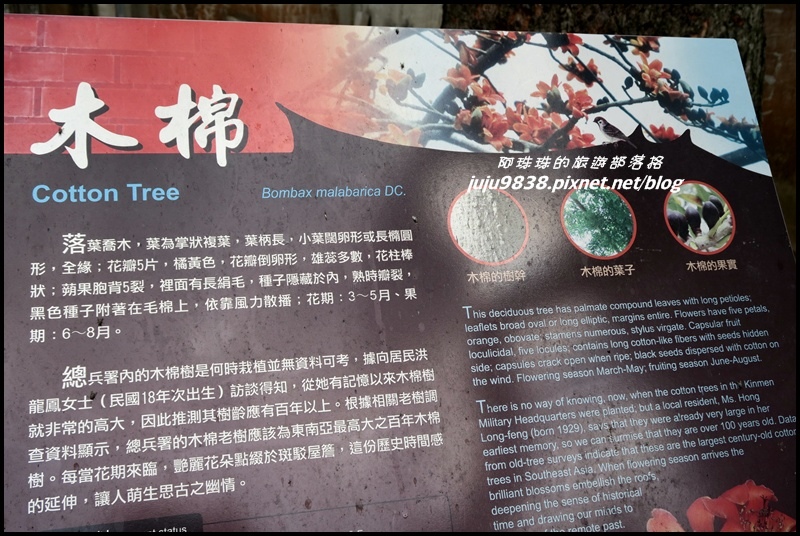 木棉
Cotton Tree
Bombax malabarica DC.
阿珠珠的旅遊部落格
juju9838.pixnet.net/blog
木棉的樹幹
木棉的葉子
木棉的果實
落葉喬木，葉為掌狀複葉，葉柄長，小葉闊卵形或長橢圓
形，全緣；花瓣5片，橘黃色，花瓣倒卵形，雄蕊多數，花柱棒
狀；蒴果胞背5裂，裡面有長絹毛，種子隱藏於內，熟時瓣裂，
黑色種子附著在毛棉上，依靠風力散播；花期：3～5月、果
期：6～8月。
總兵署內的木棉樹是何時栽植並無資料可考，據向居民洪
龍鳳女士（民國18年次出生）訪談得知，從她有記憶以來木棉樹
就非常的高大，因此推測其樹齡應有百年以上。根據相關老樹調
查資料顯示，總兵署的木棉老樹應該為東南亞最高大之百年木棉
樹。每當花期來臨，艷麗花朵點綴於斑駁屋簷，這份歷史時間感
的延伸，讓人萌生思古之幽情。
This deciduous tree has palmate compound leaves with long petioles;
leaflets broad oval or long elliptic, margins entire. Flowers have five petals,
orange, obovate; stamens numerous, stylus virgate. Capsular fruit
loculicidal, five locules; contains long cotton-like fibers with seeds hidden
side; capsules crack open when ripe; black seeds dispersed with cotton on
the wind. Flowering season March-May, fruiting season June-August.
There is no way of knowing, now, when the cotton trees in the Kinmen
Military Headquarters were planted, but a local resident, Ms. Hong
Long-feng (born 1929), says that they were already very large in her
earliest memory, so we can surmise that they are over 100 years old. Data
from old-tree surveys indicate that these are the largest century-old cotton
trees in Southeast Asia. When flowering season arrives the
brilliant blossoms embellish the roofs,
deepening the sense of historical
time and drawing our minds to
of the remote past.
status